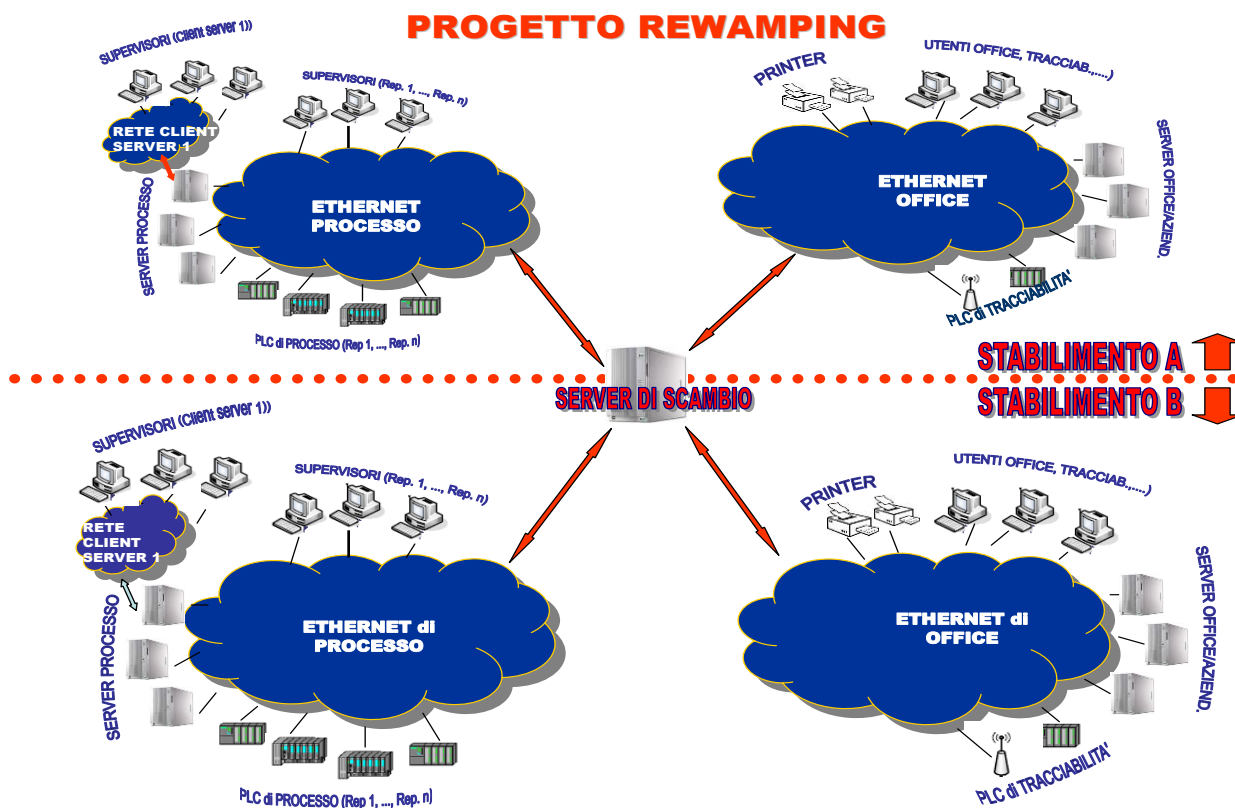 PROGETTO REWAMPING
SUPERVISORI (Client server 1))
SUPERVISORI (Rep. 1, ..., Rep. n)
RETE CLIENT
SERVER 1
SERVER PROCESSO
ETHERNET
PROCESSO
PLC di PROCESSO (Rep 1, ..., Rep. n)
PRINTER
UTENTI OFFICE, TRACCIAB.,....)
SERVER OFFICE/AZIEND.
ETHERNET
OFFICE
PLC di TRACCIABILITA'
STABILIMENTO A
SERVER DI SCAMBIO
STABILIMENTO B
SUPERVISORI (Client server 1))
SUPERVISORI (Rep. 1, ..., Rep. n)
RETE
CLIENT
SERVER 1
SERVER PROCESSO
ETHERNET di
PROCESSO
PLC di PROCESSO (Rep 1, ..., Rep. n)
PRINTER
UTENTI OFFICE, TRACCIAB.,....)
SERVER OFFICE/AZIEND.
ETHERNET di
OFFICE
PLC di TRACCIABILITA'